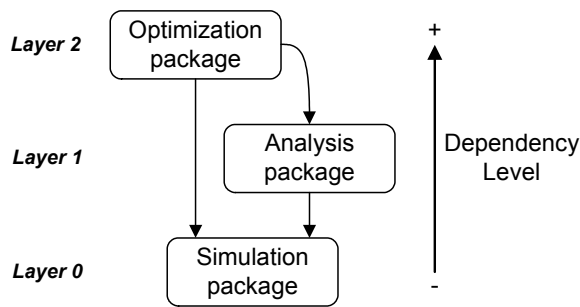 Layer 2
Optimization
package
+
Layer 1
Analysis
package
Dependency
Level
Layer 0
Simulation
package
-